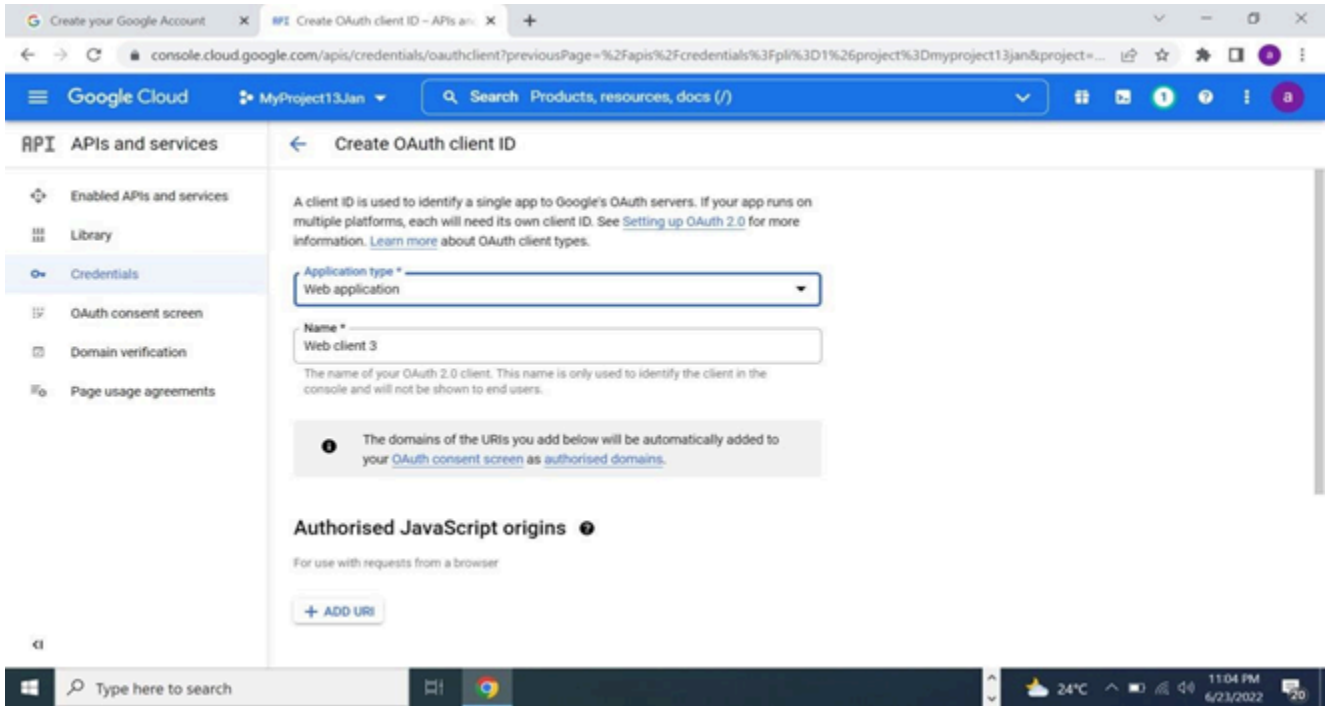 Create your Google Account
API Create OAuth client ID – APIs an
console.cloud.google.com/apis/credentials/oauthclient?previousPage=%2Fapis%2Fcredentials%3Fpli%3D1%26project%3Dmyproject13jan&project=...
a
Google Cloud
MyProject13Jan
Search Products, resources, docs (/)
1
a
API APIs and services
Create OAuth client ID
Enabled APIs and services
Library
Credentials
OAuth consent screen
Domain verification
Page usage agreements
A client ID is used to identify a single app to Google's OAuth servers. If your app runs on
multiple platforms, each will need its own client ID. See Setting up OAuth 2.0 for more
information. Learn more about OAuth client types.
Application type *
Web application
Name *
Web client 3
The name of your OAuth 2.0 client. This name is only used to identify the client in the
console and will not be shown to end users.
The domains of the URIs you add below will be automatically added to
your OAuth consent screen as authorised domains.
Authorised JavaScript origins
For use with requests from a browser
+ ADD URI
Type here to search
24°C
11:04 PM
6/23/2022
20